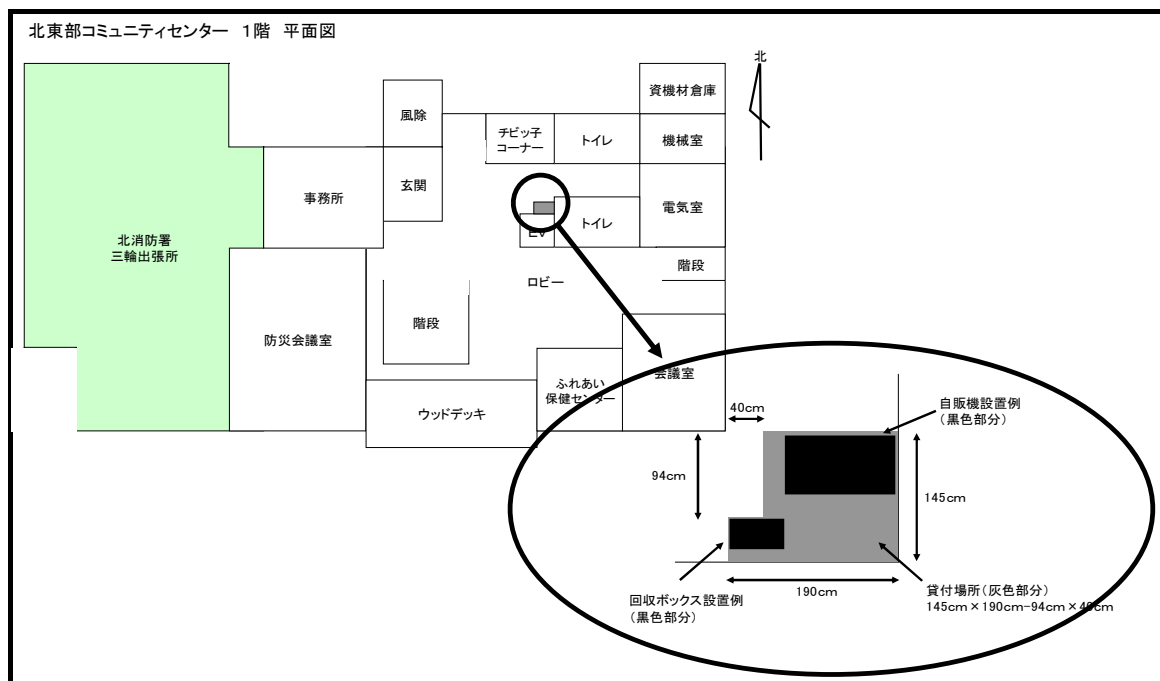 北東部コミュニティセンター 1階 平面図
北
資機材倉庫
風除
チビッ子
コーナー
トイレ
機械室
事務所
玄関
電気室
トイレ
EV
北消防署
三輪出張所
階段
ロビー
防災会議室
階段
会議室
ふれあい
保健センター
ウッドデッキ
40cm
自販機設置例
(黒色部分)
94cm
145cm
190cm
回収ボックス設置例
(黒色部分)
貸付場所(灰色部分)
145cm×190cm-94cm×40cm